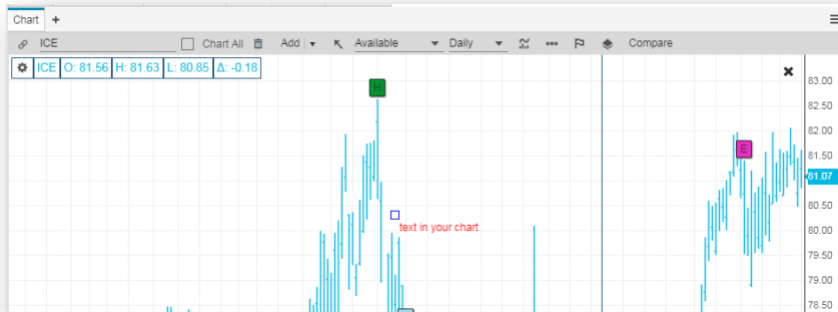 Chart +
ICE Chart All Add Available Daily Compare
ICE O: 81.56 H: 81.63 L: 80.85 Δ: -0.18
H
83.00
82.50
82.00
E
81.50
81.07
80.50
80.00
text in your chart
79.50
79.00
78.50